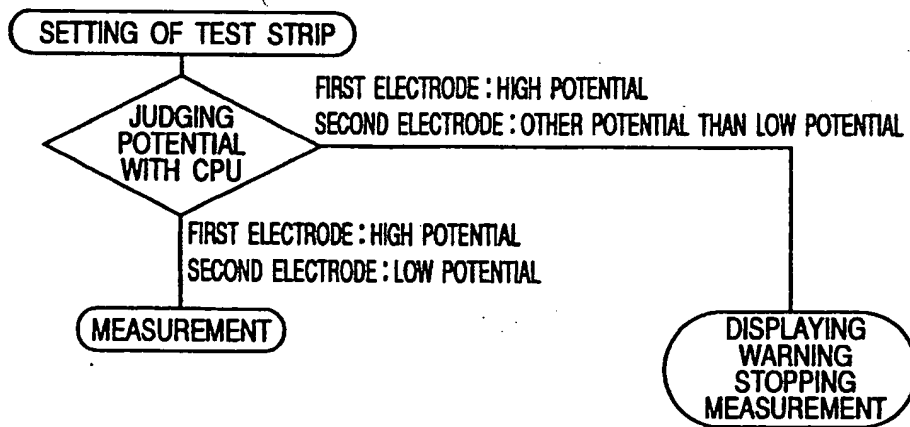 SETTING OF TEST STRIP
FIRST ELECTRODE : HIGH POTENTIAL
SECOND ELECTRODE : OTHER POTENTIAL THAN LOW POTENTIAL
JUDGING
POTENTIAL
WITH CPU
FIRST ELECTRODE : HIGH POTENTIAL
SECOND ELECTRODE : LOW POTENTIAL
MEASUREMENT
DISPLAYING
WARNING
STOPPING
MEASUREMENT